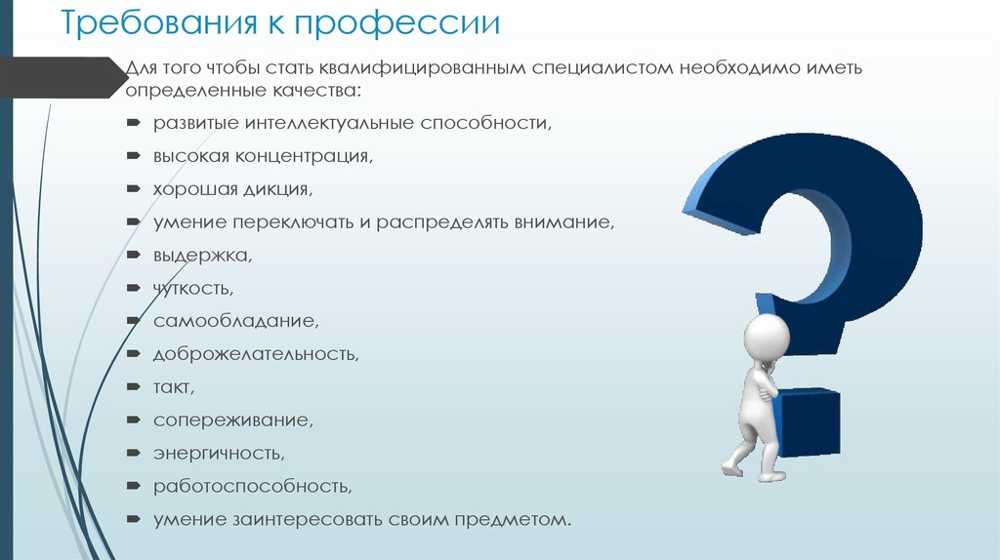 Требования к профессии
Для того чтобы стать квалифицированным специалистом необходимо иметь
определенные качества:
развитые интеллектуальные способности,
высокая концентрация,
хорошая дикция,
умение переключать и распределять внимание,
выдержка,
чуткость,
самообладание,
доброжелательность,
такт,
сопереживание,
энергичность,
работоспособность,
умение заинтересовать своим предметом.